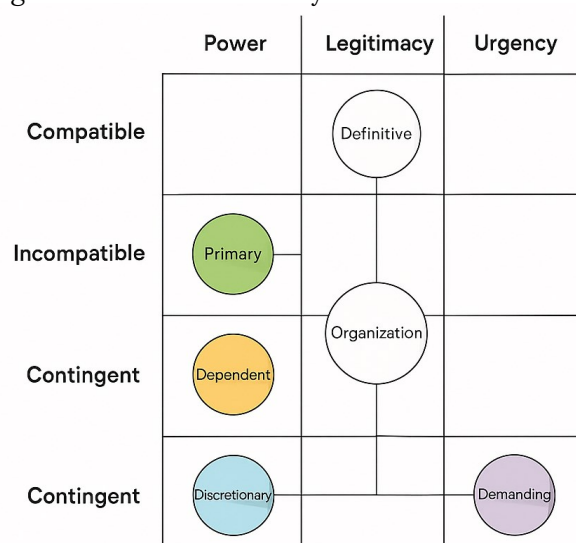 Power Legitimacy Urgency
Compatible Definitive
Incompatible Primary
Organization
Contingent Dependent
Contingent Discretionary Demanding